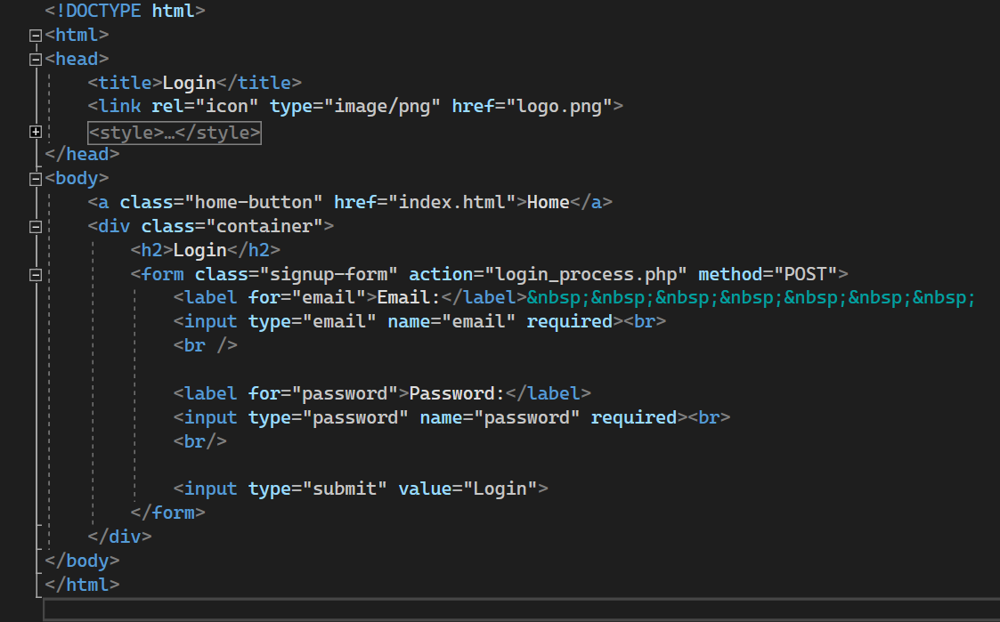 <!DOCTYPE html>
<html>
<head>
<title>Login</title>
<link rel="icon" type="image/png" href="logo.png">
<style>…</style>
</head>
<body>
<a class="home-button" href="index.html">Home</a>
<div class="container">
<h2>Login</h2>
<form class="signup-form" action="login_process.php" method="POST">
<label for="email">Email:</label>&nbsp;&nbsp;&nbsp;&nbsp;&nbsp;&nbsp;&nbsp;
<input type="email" name="email" required><br>
<br />
<label for="password">Password:</label>
<input type="password" name="password" required><br>
<br/>
<input type="submit" value="Login">
</form>
</div>
</body>
</html>